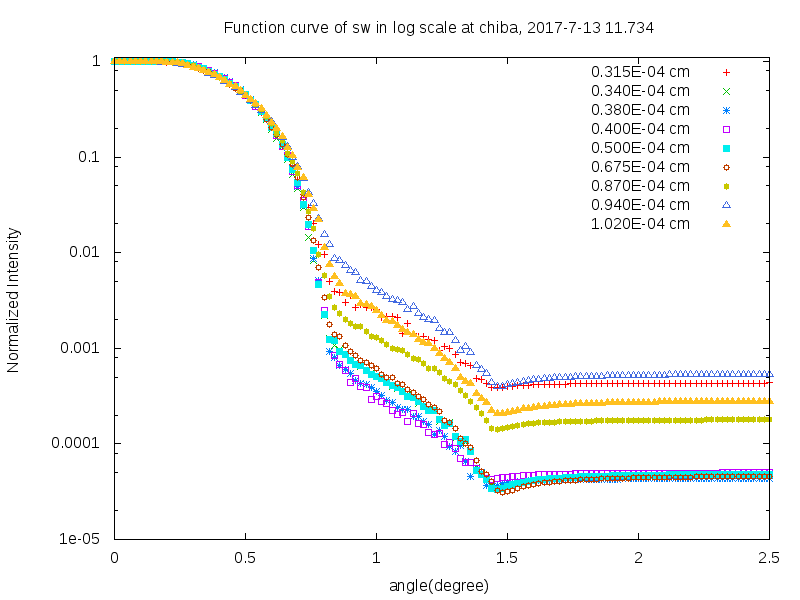 Function curve of sw in log scale at chiba, 2017-7-13 11.734
1
0.1
0.01
0.001
0.0001
1e-05
0 0.5 1 1.5 2 2.5
Normalized Intensity
angle(degree)
0.315E-04 cm
0.340E-04 cm
0.380E-04 cm
0.400E-04 cm
0.500E-04 cm
0.675E-04 cm
0.870E-04 cm
0.940E-04 cm
1.020E-04 cm